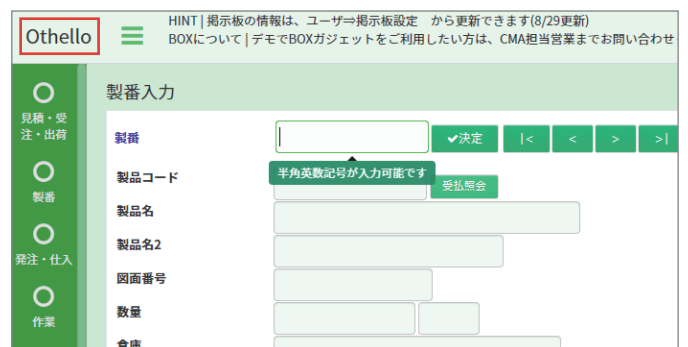 HINT | 掲示板の情報は、ユーザ⇒掲示板設定　から更新できます(8/29更新)
Othello
BOXについて | デモでBOXガジェットをご利用したい方は、CMA担当営業までお問い合わせ
製番入力
見積・受
注・出荷
製番
発注・仕入
作業
製番
✔決定 |< < > >|
半角英数記号が入力可能です
製品コード
受払照会
製品名
製品名2
図面番号
数量
倉庫